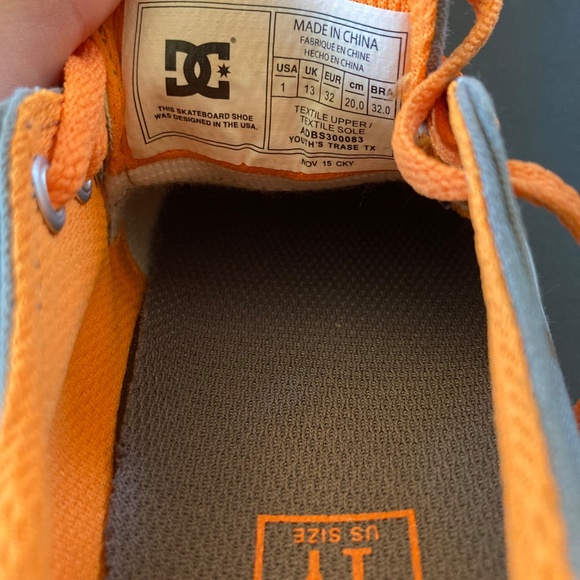 DC
MADE IN CHINA
FABRIQUÉ EN CHINE
HECHO EN CHINA
USA UK EUR cm BRA
1 13 32 20,0 32.0
THIS SKATEBOARD SHOE
WAS DESIGNED IN THE USA.
TEXTILE UPPER /
TEXTILE SOLE
ADBS300083
YOUTH'S TRASE TX
NOV 15 CKY
US SIZE